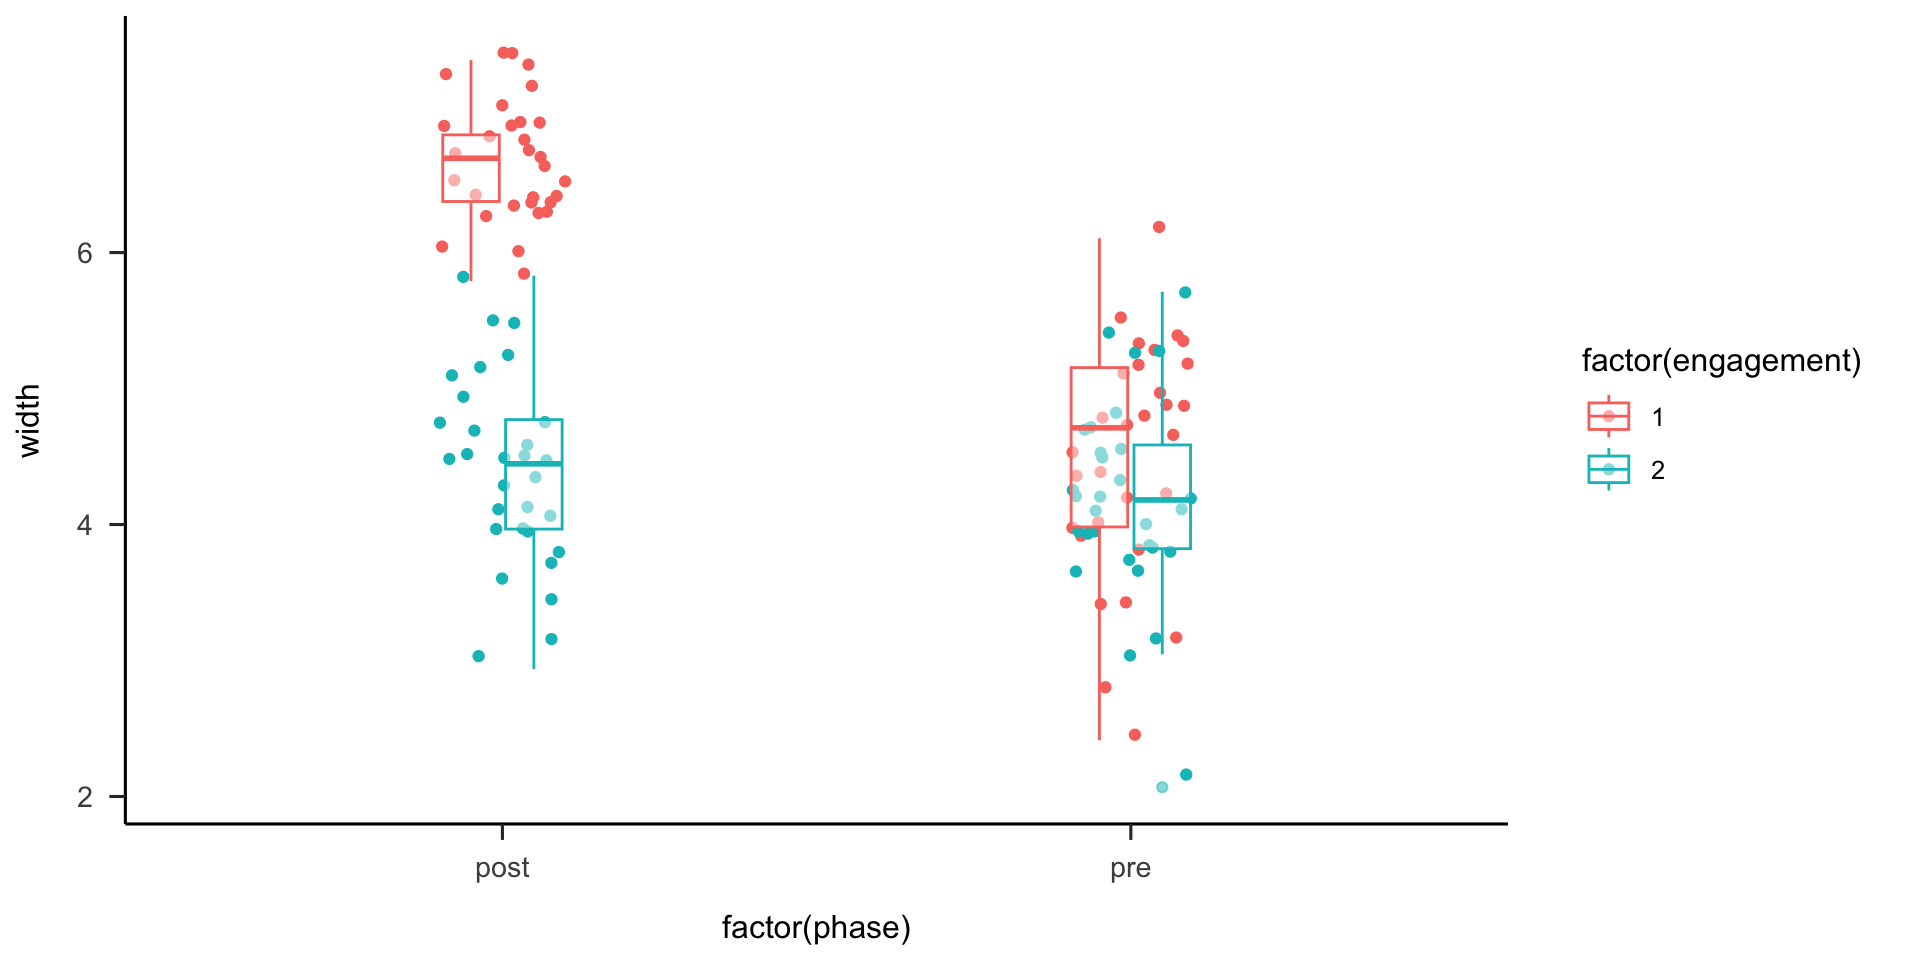 width
6
4
2
post
pre
factor(phase)
factor(engagement)
1
2